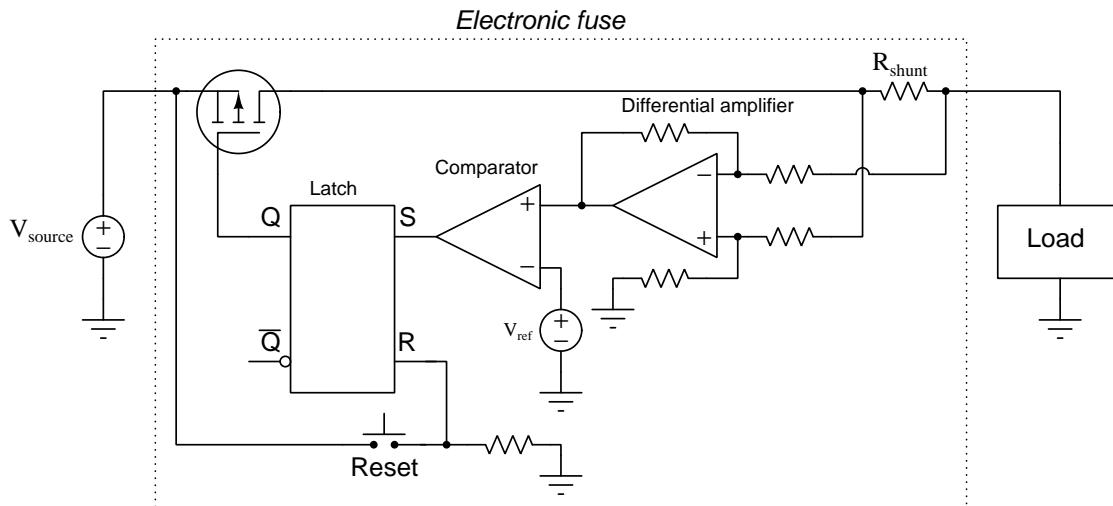 Electronic fuse
R_shunt
Differential amplifier
−
+
Comparator
+
−
Latch
Q
S
Q̅
R
V_source
+
−
V_ref
+
−
Load
Reset